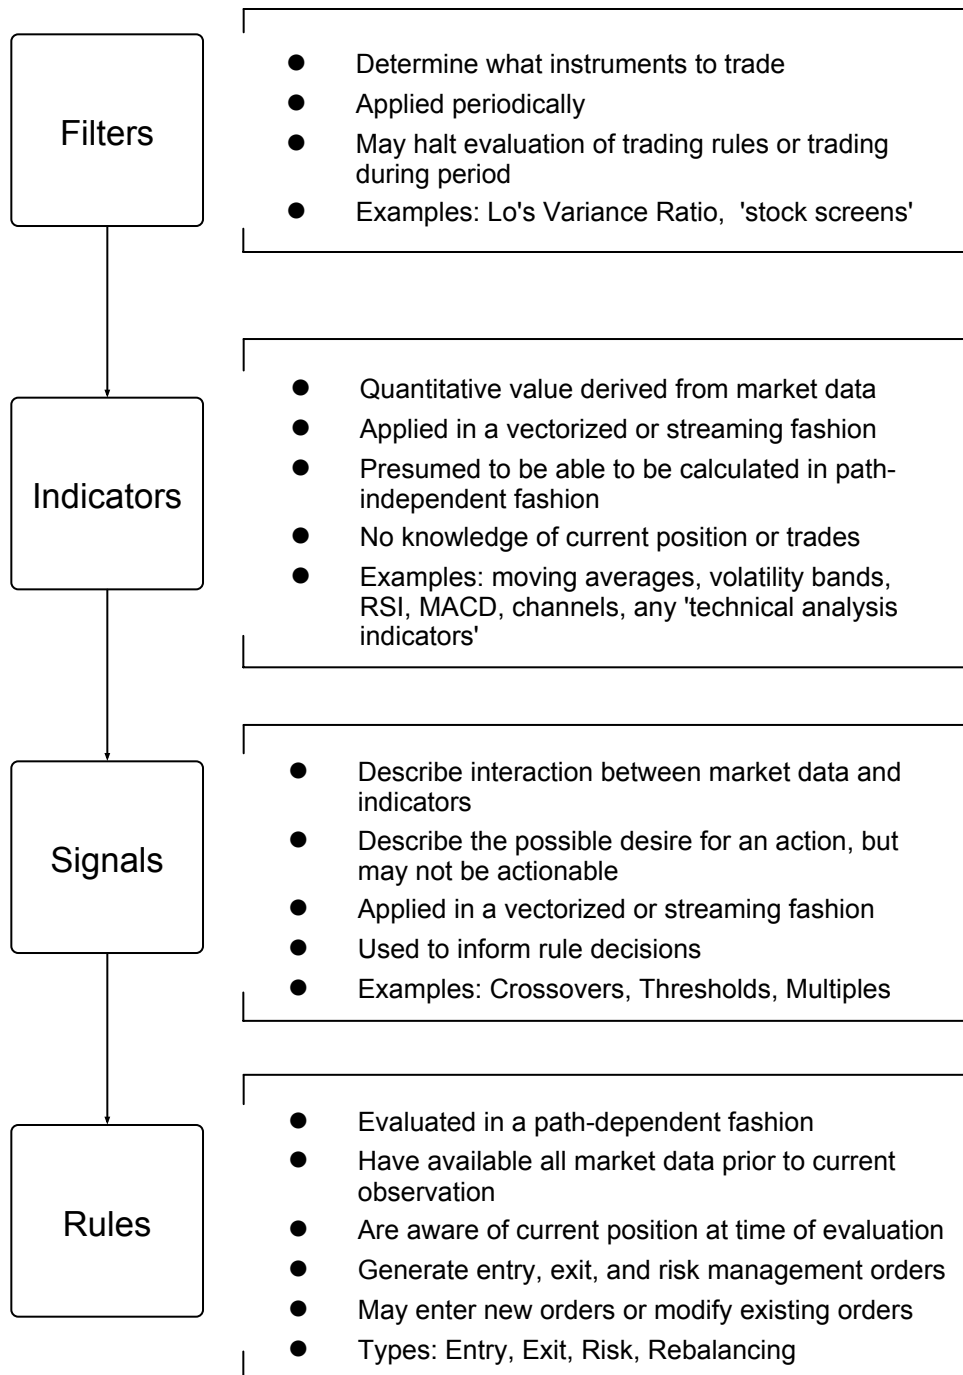 Filters
● Determine what instruments to trade
● Applied periodically
● May halt evaluation of trading rules or trading
during period
● Examples: Lo's Variance Ratio,  'stock screens'
Indicators
● Quantitative value derived from market data
● Applied in a vectorized or streaming fashion
● Presumed to be able to be calculated in path-
independent fashion
● No knowledge of current position or trades
● Examples: moving averages, volatility bands,
RSI, MACD, channels, any 'technical analysis
indicators'
Signals
● Describe interaction between market data and
indicators
● Describe the possible desire for an action, but
may not be actionable
● Applied in a vectorized or streaming fashion
● Used to inform rule decisions
● Examples: Crossovers, Thresholds, Multiples
Rules
● Evaluated in a path-dependent fashion
● Have available all market data prior to current
observation
● Are aware of current position at time of evaluation
● Generate entry, exit, and risk management orders
● May enter new orders or modify existing orders
● Types: Entry, Exit, Risk, Rebalancing